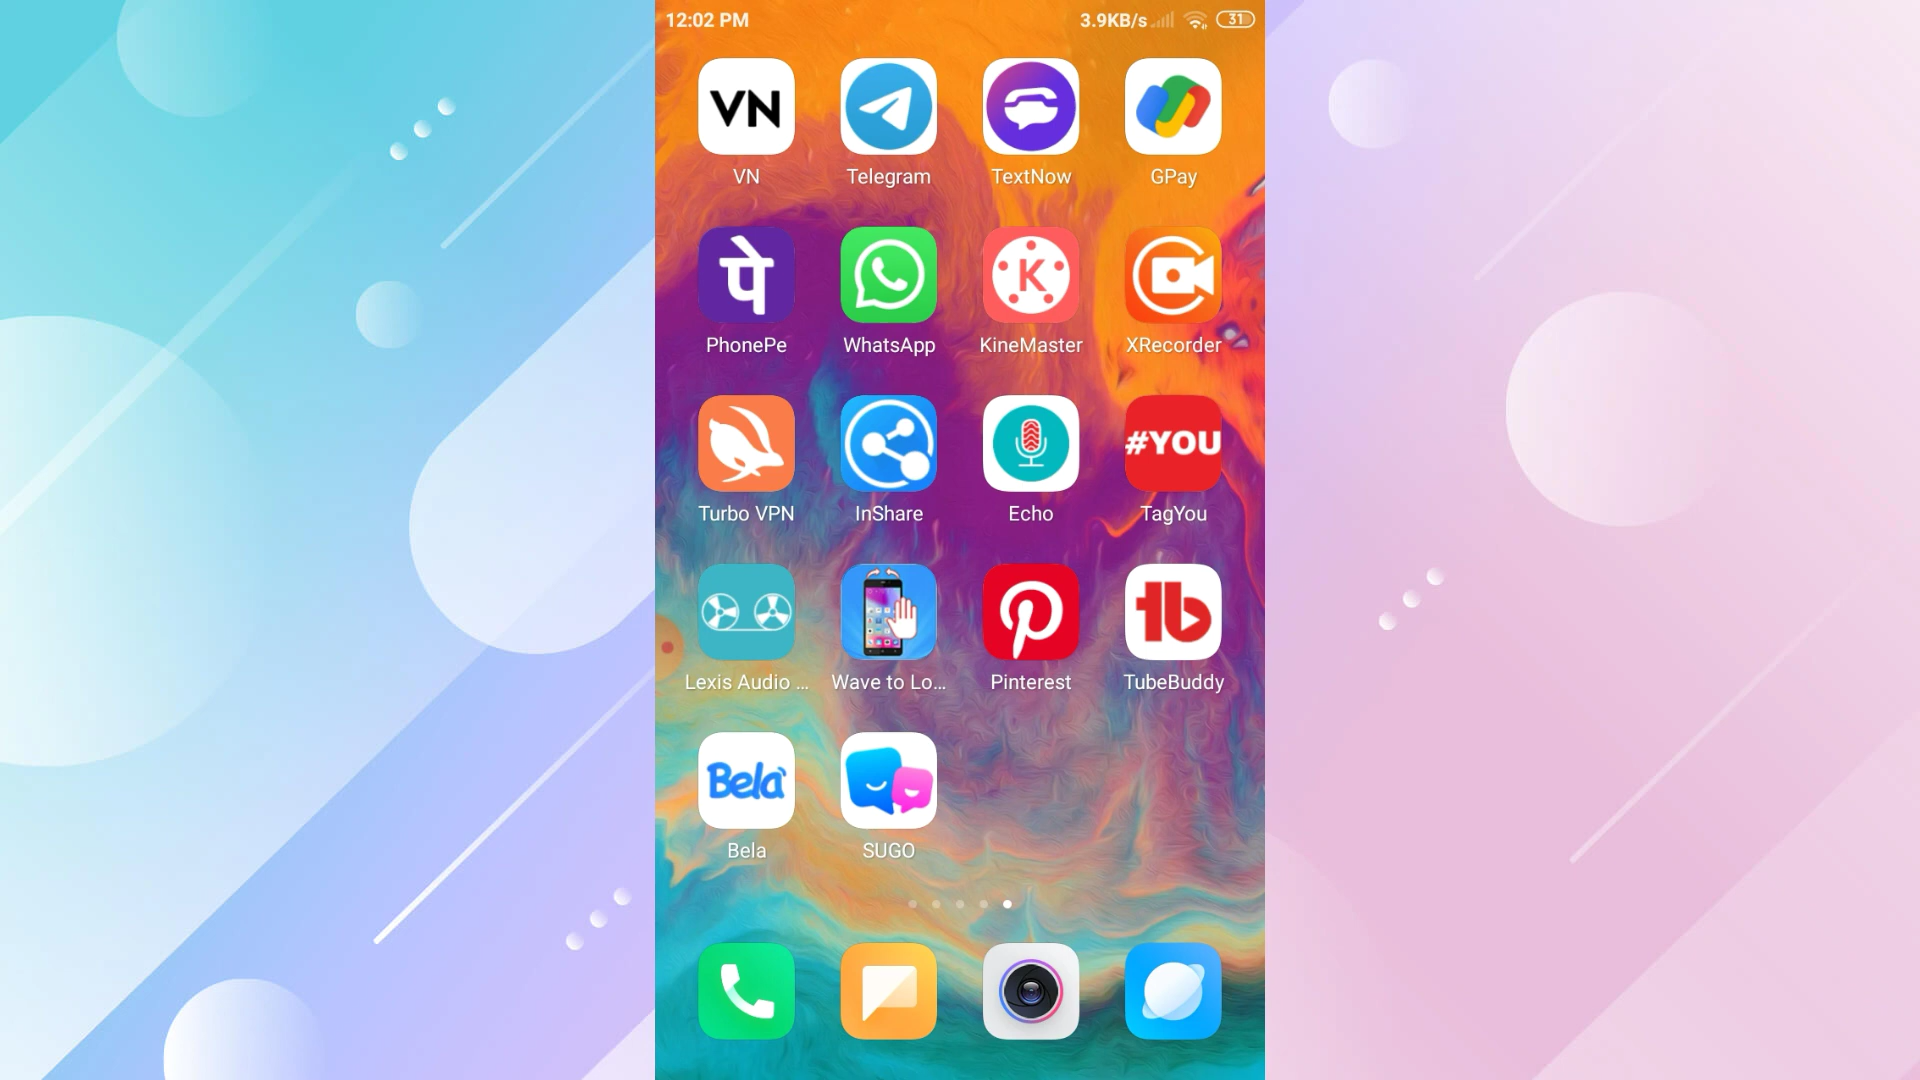 12:02 PM 3.9KB/s 31
VN
VN Telegram TextNow GPay
पे K
PhonePe WhatsApp KineMaster XRecorder
#YOU
Turbo VPN InShare Echo TagYou
tb
Lexis Audio ... Wave to Lo... Pinterest TubeBuddy
Bela
Bela SUGO